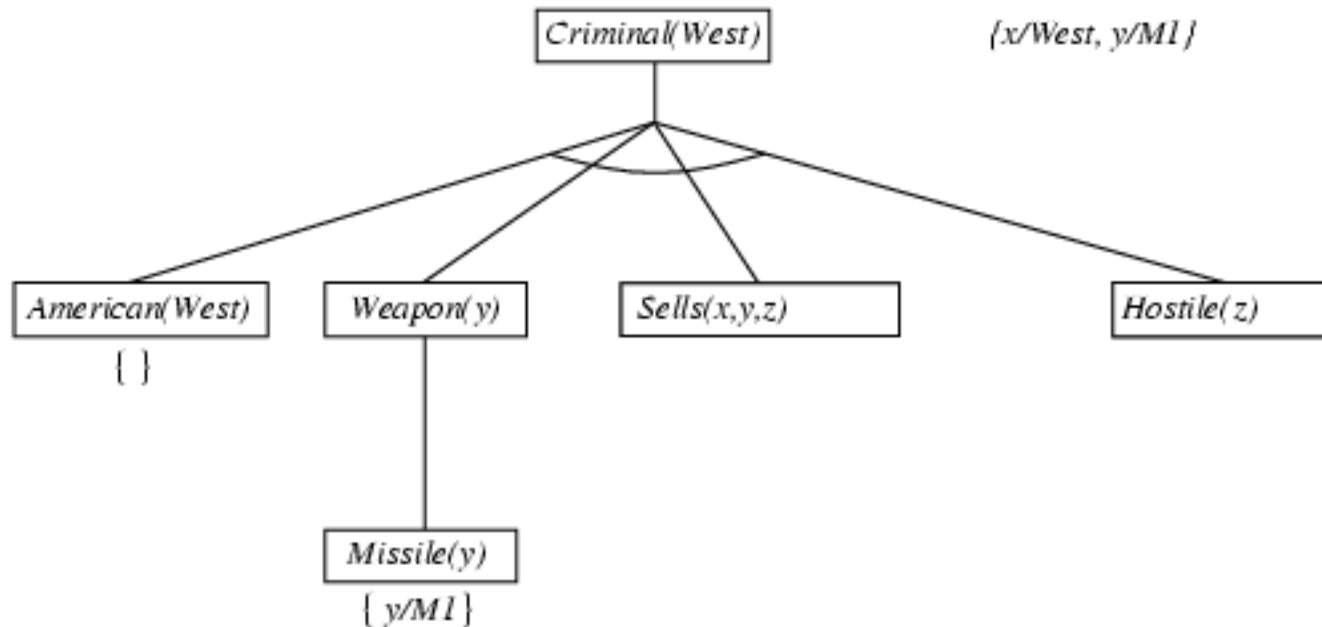 Criminal(West)
{x/West, y/M1}
American(West)
Weapon(y)
Sells(x,y,z)
Hostile(z)
{ }
Missile(y)
{ y/M1 }